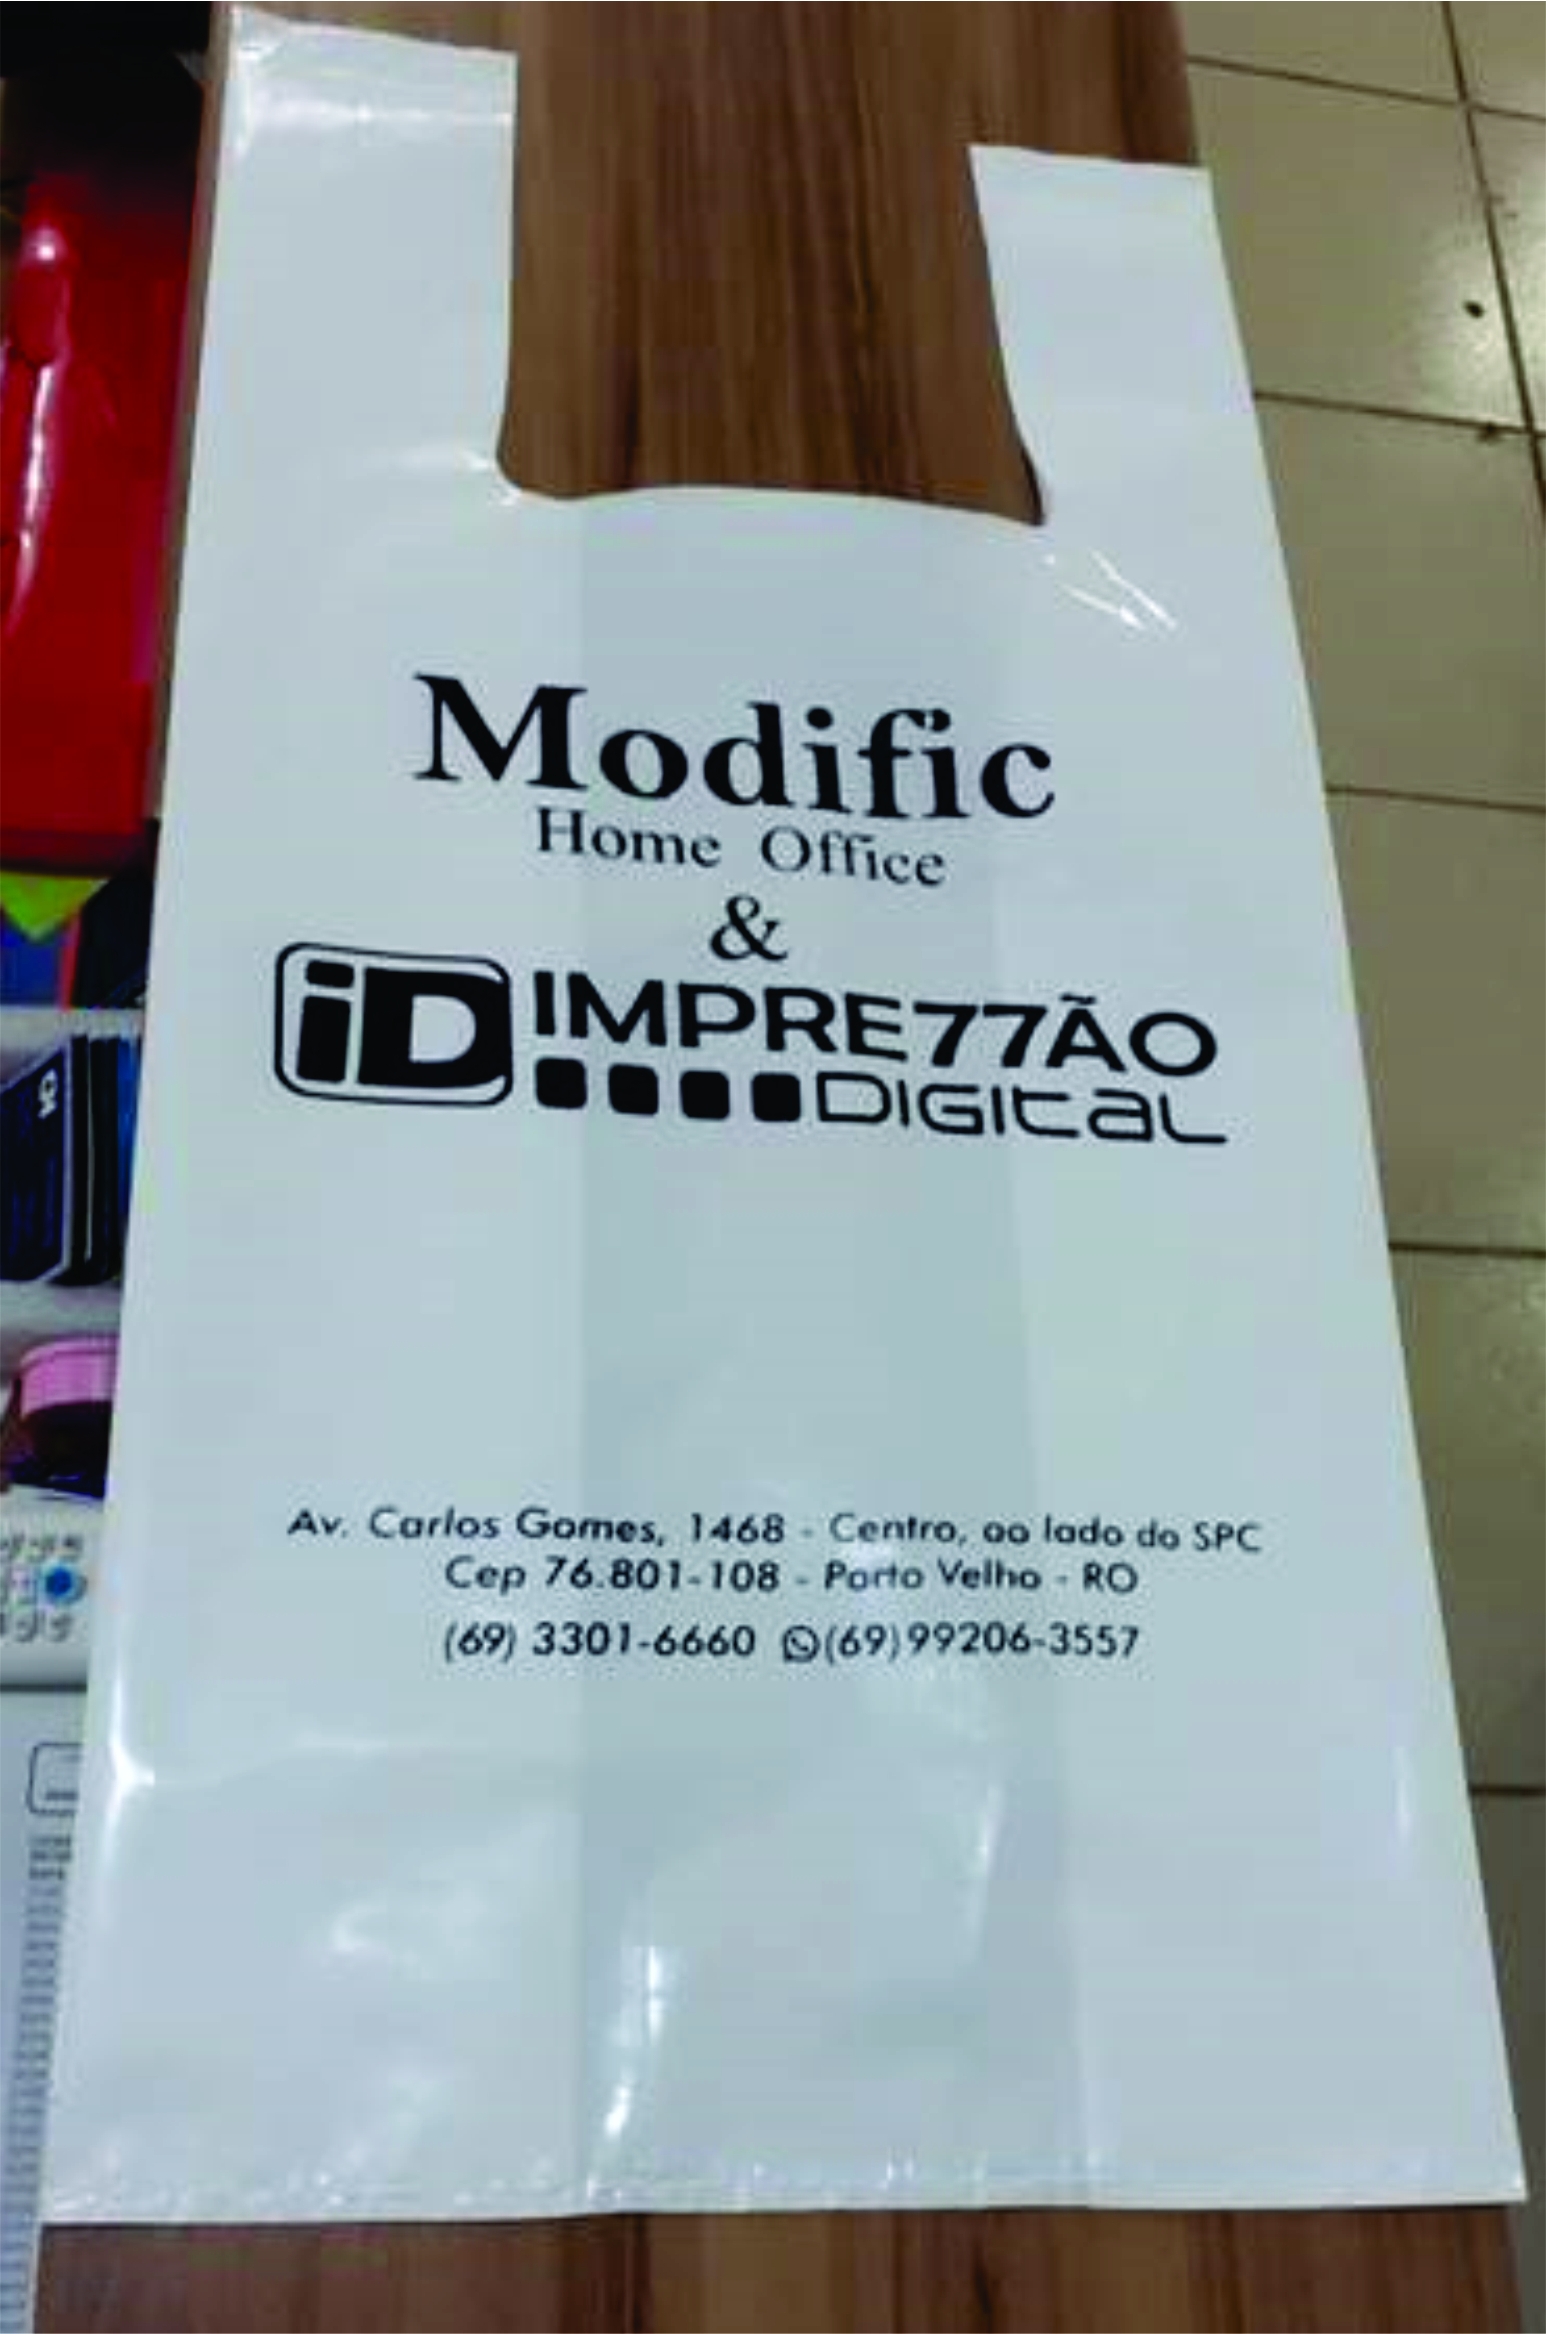 Modific
Home Office
&
iD IMPRE77ÃO
DIGITAL
Av. Carlos Gomes, 1468 - Centro, ao lado do SPC
Cep 76.801-108 - Porto Velho - RO
(69) 3301-6660 (69)99206-3557